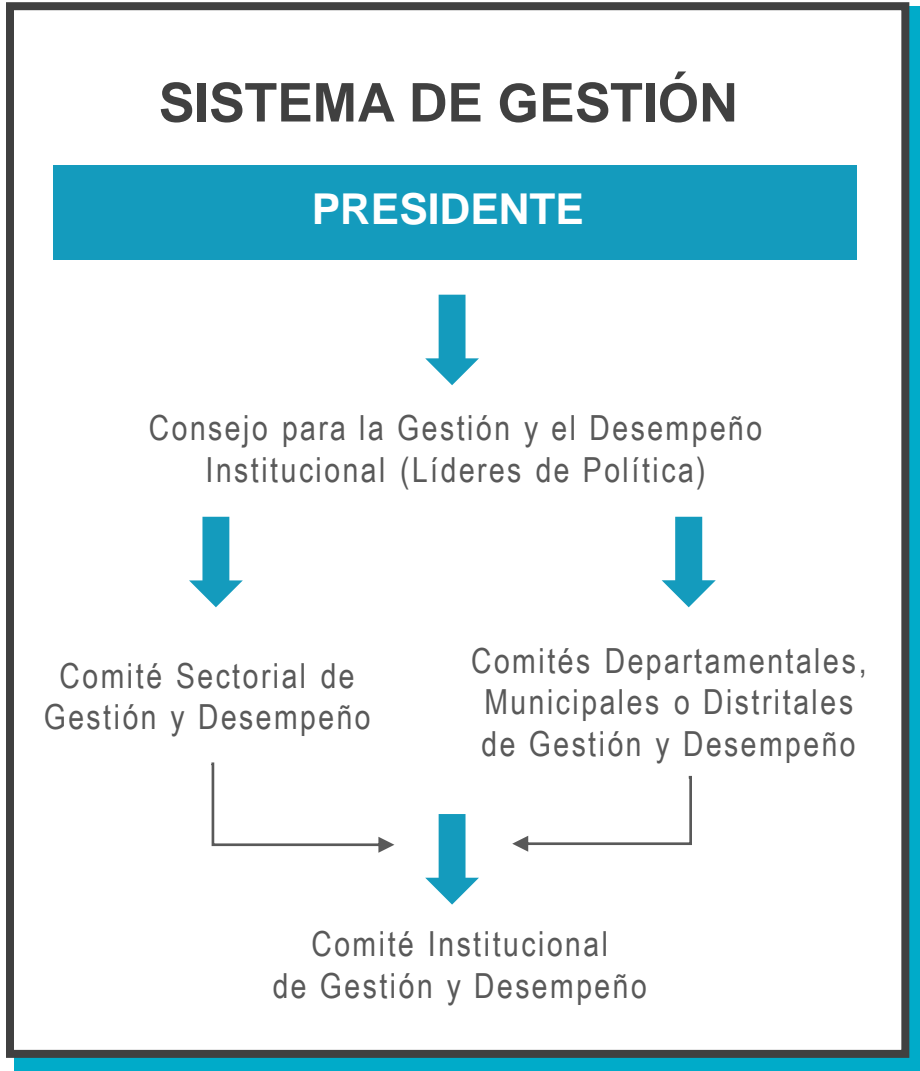 SISTEMA DE GESTIÓN
PRESIDENTE
Consejo para la Gestión y el Desempeño
Institucional (Líderes de Política)
Comité Sectorial de
Gestión y Desempeño
Comités Departamentales,
Municipales o Distritales
de Gestión y Desempeño
Comité Institucional
de Gestión y Desempeño